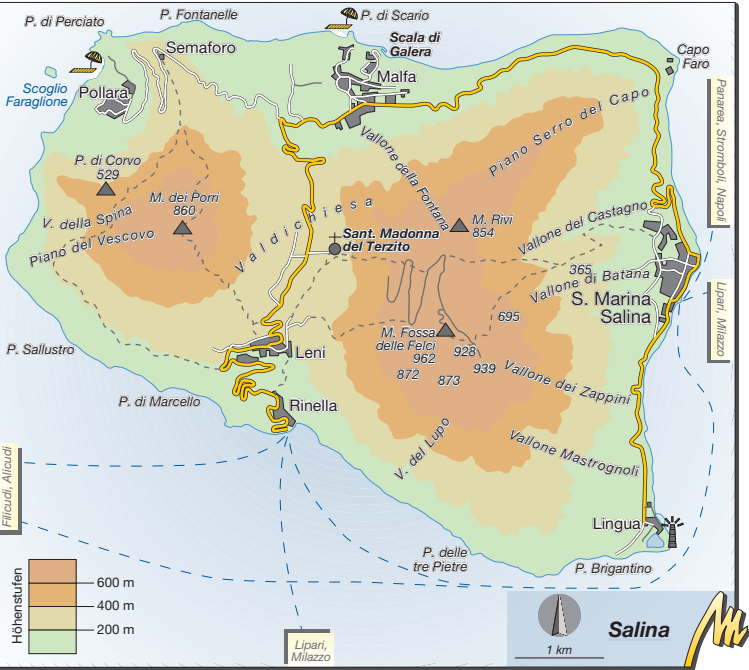 P. di Perciato
P. Fontanelle
P. di Scario
Semaforo
Scala di
Galera
Capo
Faro
Malfa
Scoglio
Faraglione
Pollara
Panarea, Stromboli, Napoli
Piano Serro del Capo
Vallone della Fontana
P. di Corvo
529
M. dei Porri
860
V. della Spina
Piano del Vescovo
Valdichiesa
M. Rivi
854
Vallone del Castagno
Sant. Madonna
del Terzito
365
Vallone di Batana
S. Marina
Salina
Lipari, Milazzo
695
M. Fossa
delle Felci
962
928
939
872
873
P. Sallustro
Leni
Vallone dei Zappini
P. di Marcello
Rinella
V. del Lupo
Vallone Mastrognoli
Filicudi, Alicudi
Lingua
P. delle
tre Pietre
P. Brigantino
Höhenstufen
600 m
400 m
200 m
Lipari,
Milazzo
1 km
Salina